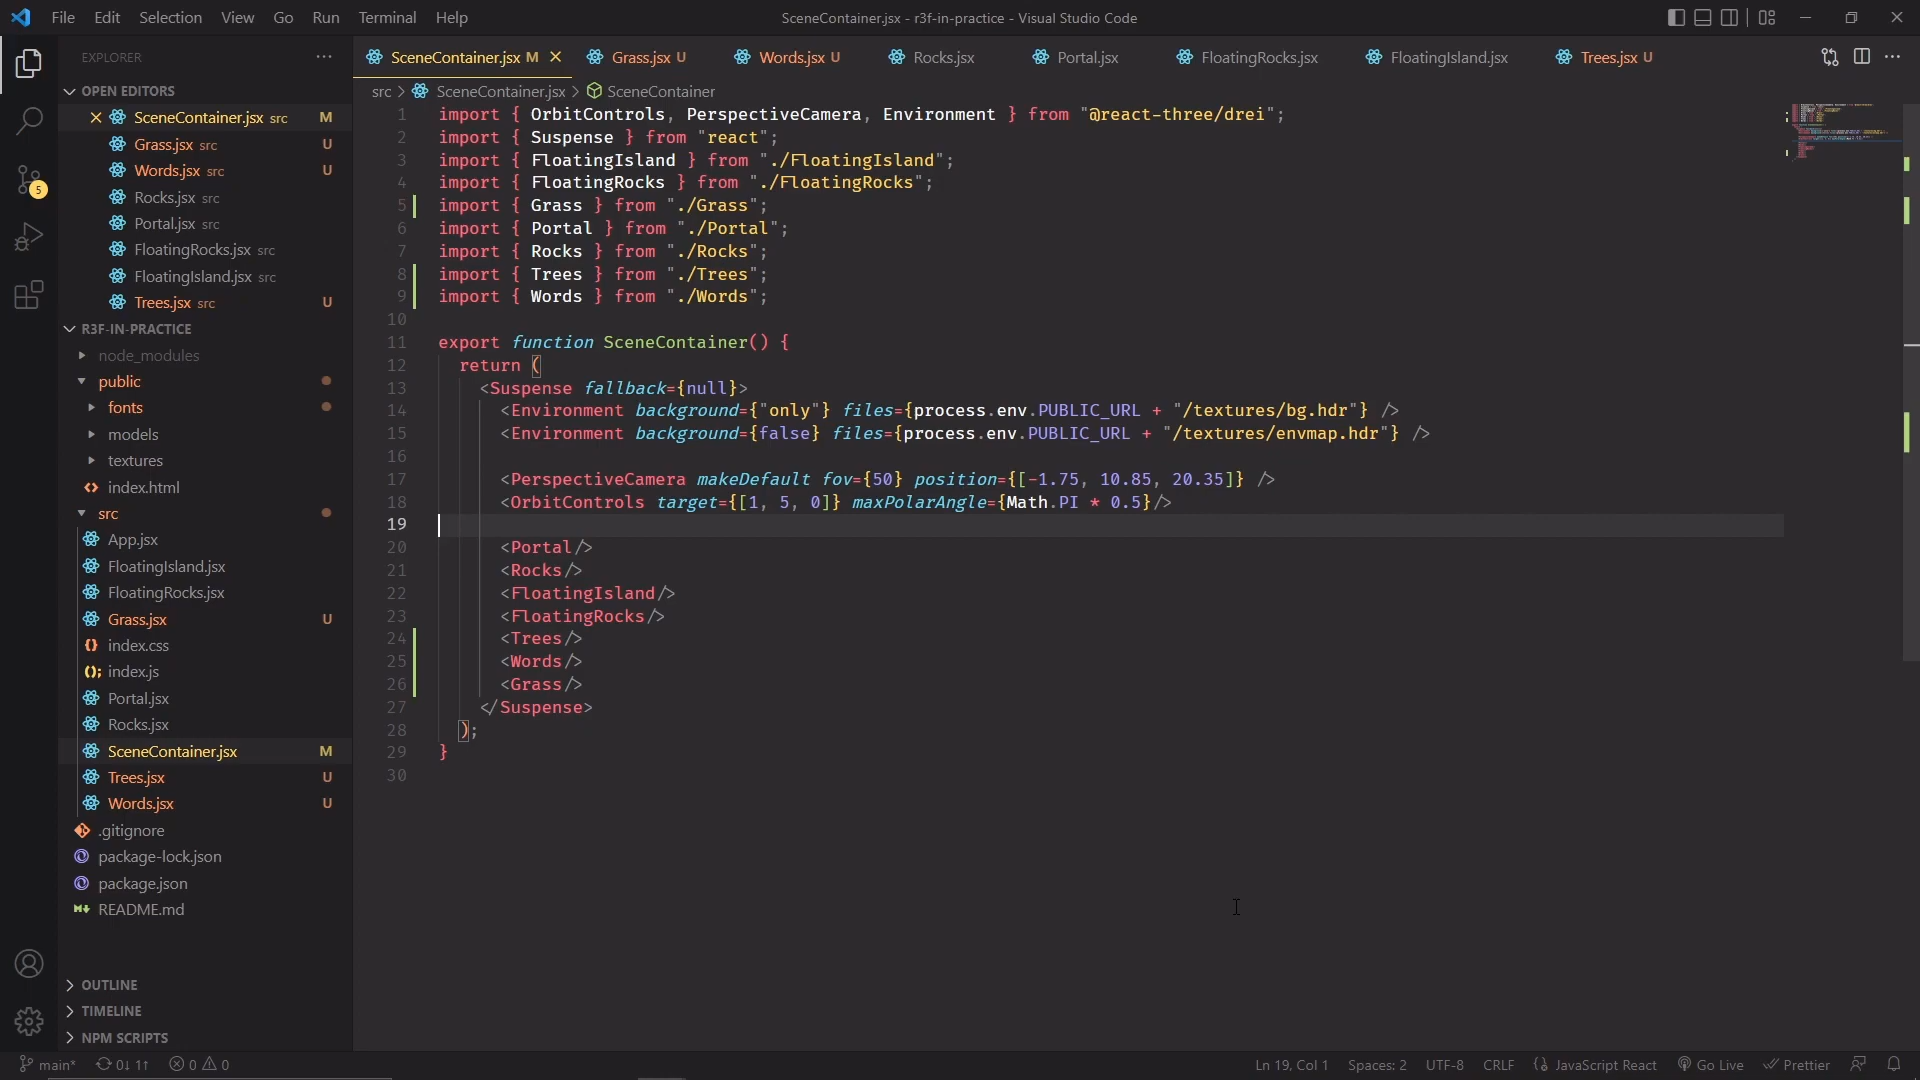 File Edit Selection View Go Run Terminal Help
SceneContainer.jsx - r3f-in-practice - Visual Studio Code
EXPLORER
OPEN EDITORS
SceneContainer.jsx src M
Grass.jsx src U
Words.jsx src U
Rocks.jsx src
Portal.jsx src
FloatingRocks.jsx src
FloatingIsland.jsx src
Trees.jsx src U
R3F-IN-PRACTICE
node_modules
public
fonts
models
textures
index.html
src
App.jsx
FloatingIsland.jsx
FloatingRocks.jsx
Grass.jsx U
index.css
index.js
Portal.jsx
Rocks.jsx
SceneContainer.jsx M
Trees.jsx U
Words.jsx U
.gitignore
package-lock.json
package.json
README.md
OUTLINE
TIMELINE
NPM SCRIPTS
5
SceneContainer.jsx M Grass.jsx U Words.jsx U Rocks.jsx Portal.jsx FloatingRocks.jsx FloatingIsland.jsx Trees.jsx U
src > SceneContainer.jsx > SceneContainer
1 import { OrbitControls, PerspectiveCamera, Environment } from "@react-three/drei";
2 import { Suspense } from "react";
3 import { FloatingIsland } from "./FloatingIsland";
4 import { FloatingRocks } from "./FloatingRocks";
5 import { Grass } from "./Grass";
6 import { Portal } from "./Portal";
7 import { Rocks } from "./Rocks";
8 import { Trees } from "./Trees";
9 import { Words } from "./Words";
10
11 export function SceneContainer() {
12 return (
13 <Suspense fallback={null}>
14 <Environment background={"only"} files={process.env.PUBLIC_URL + "/textures/bg.hdr"} />
15 <Environment background={false} files={process.env.PUBLIC_URL + "/textures/envmap.hdr"} />
16
17 <PerspectiveCamera makeDefault fov={50} position={[-1.75, 10.85, 20.35]} />
18 <OrbitControls target={[1, 5, 0]} maxPolarAngle={Math.PI * 0.5}/>
19
20 <Portal/>
21 <Rocks/>
22 <FloatingIsland/>
23 <FloatingRocks/>
24 <Trees/>
25 <Words/>
26 <Grass/>
27 </Suspense>
28 );
29 }
30
main* 0↓ 1↑ 0 0
Ln 19, Col 1 Spaces: 2 UTF-8 CRLF {} JavaScript React Go Live Prettier